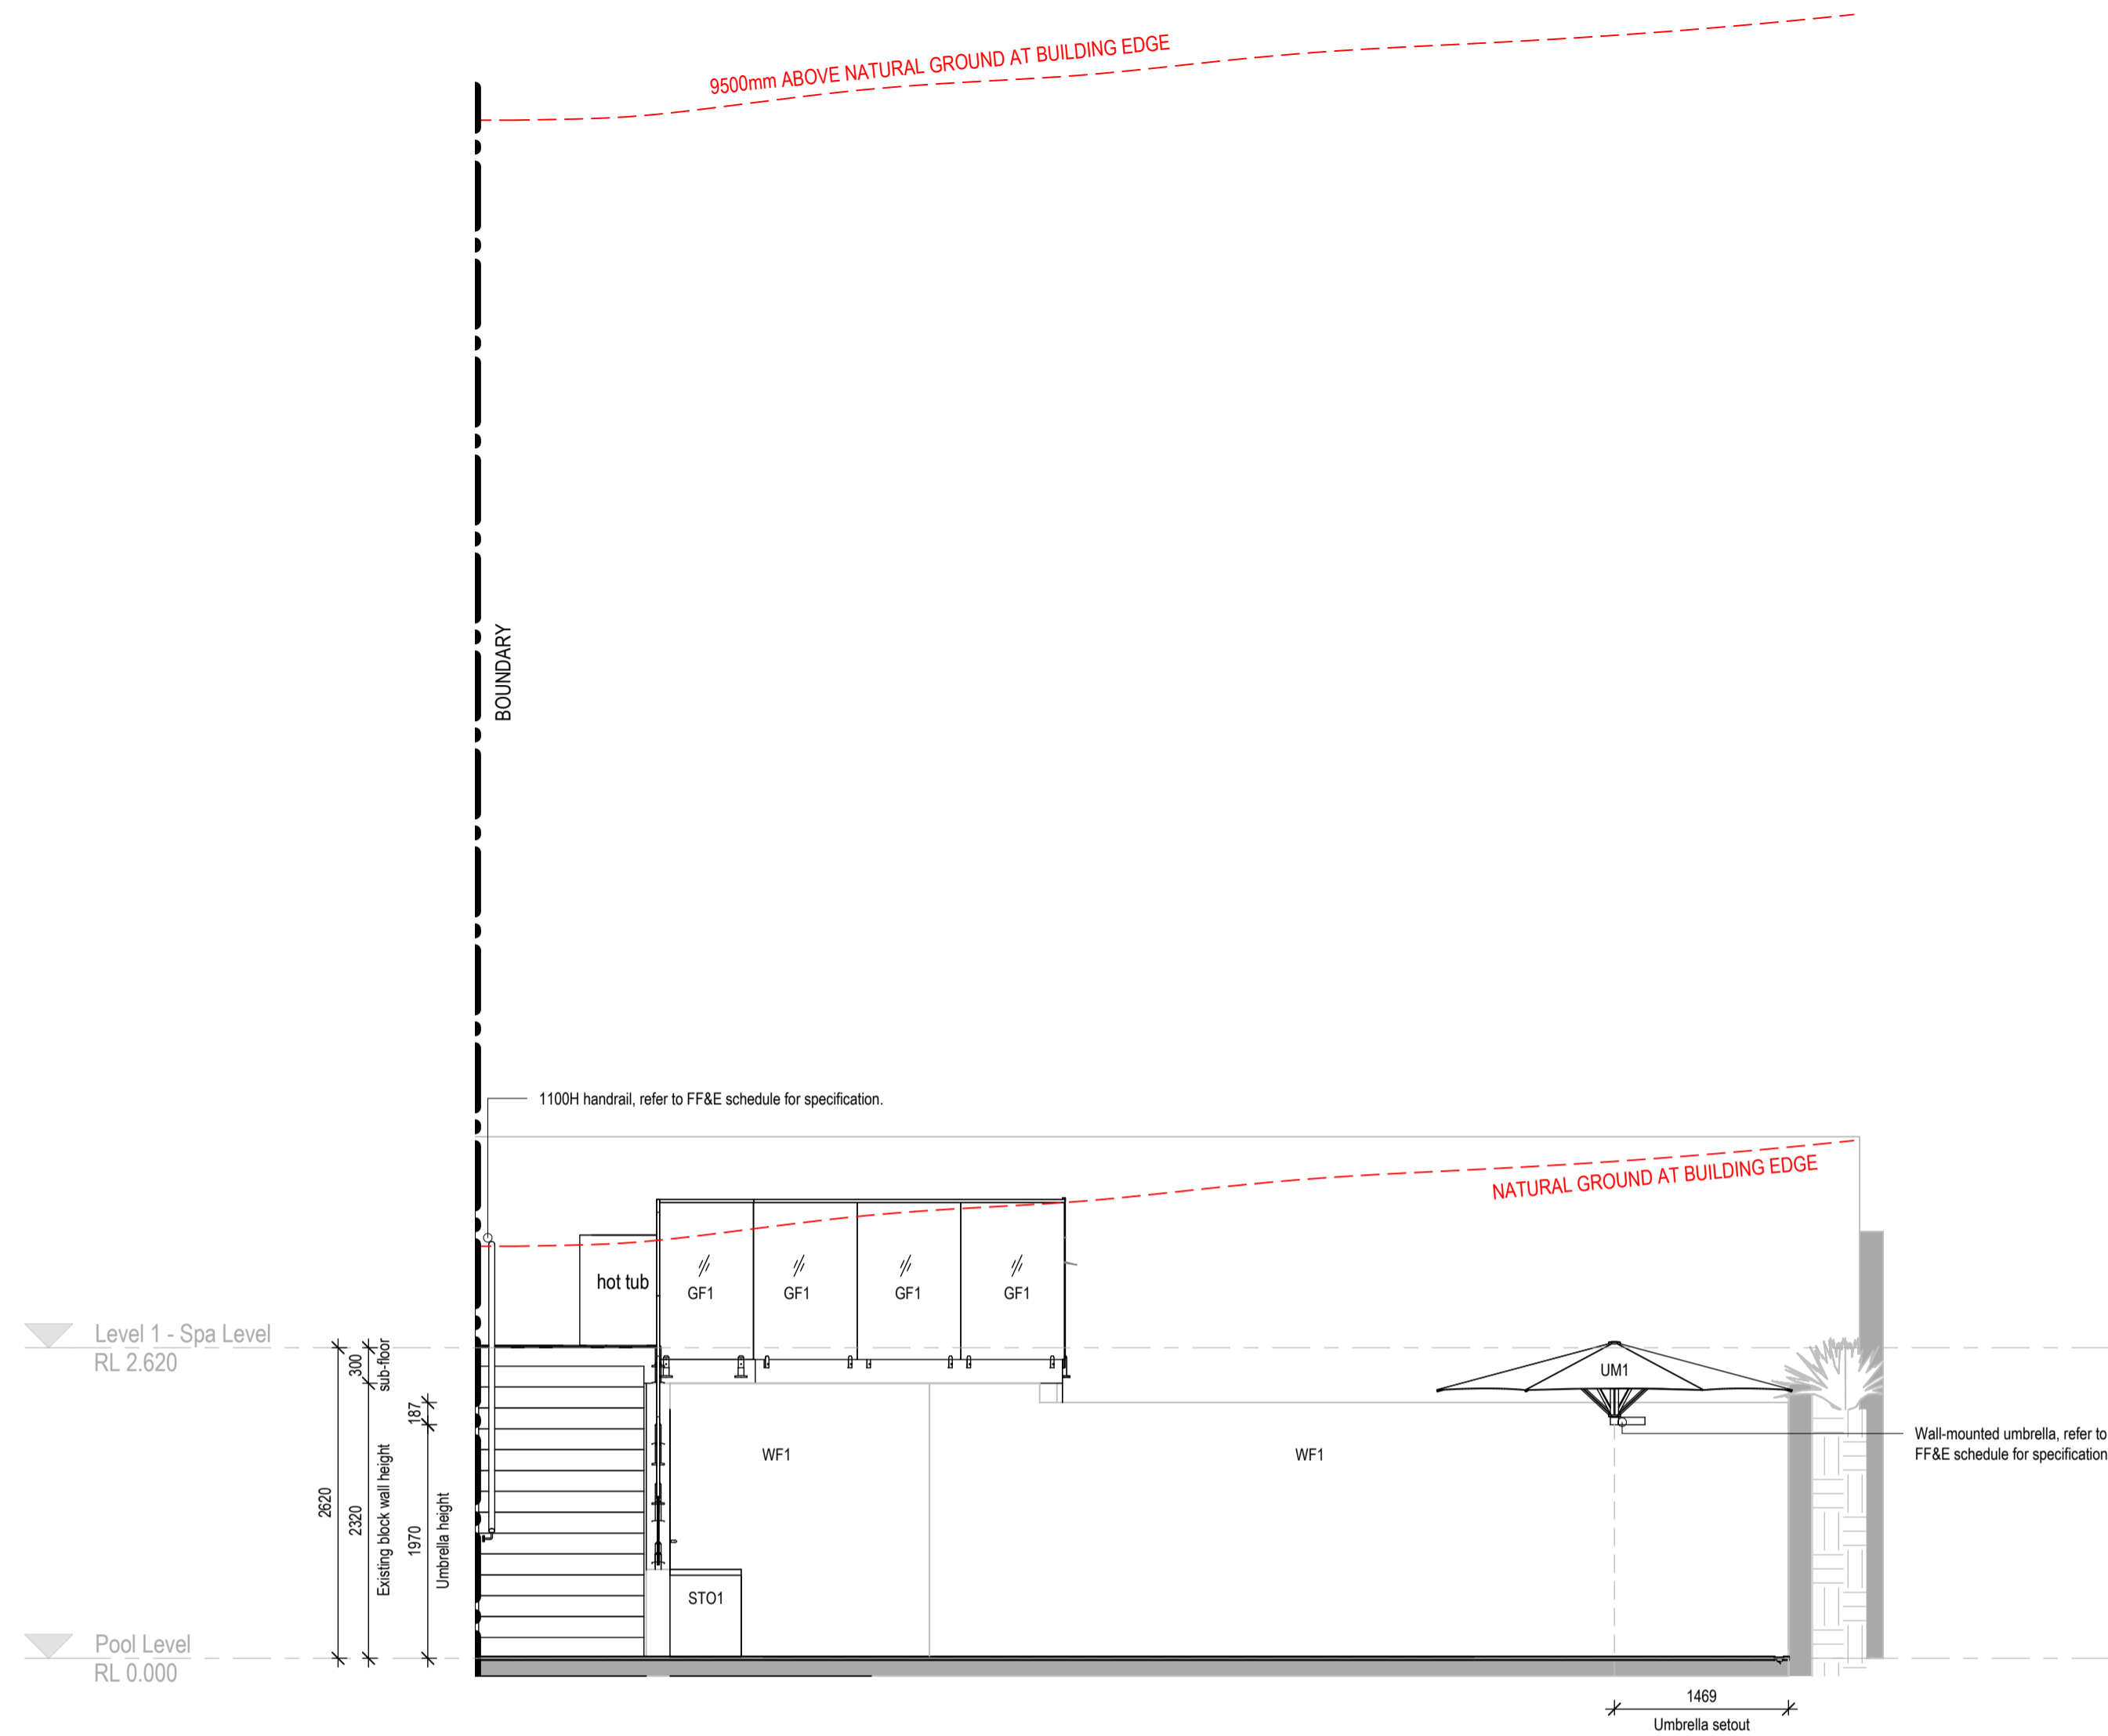 9500mm ABOVE NATURAL GROUND AT BUILDING EDGE
BOUNDARY
1100H handrail, refer to FF&E schedule for specification.
NATURAL GROUND AT BUILDING EDGE
hot tub
GF1
GF1
GF1
GF1
Level 1 - Spa Level
RL 2.620
300
sub-floor
187
UM1
Wall-mounted umbrella, refer to
FF&E schedule for specification
WF1
WF1
2620
2320
Existing block wall height
1970
Umbrella height
STO1
Pool Level
RL 0.000
1469
Umbrella setout